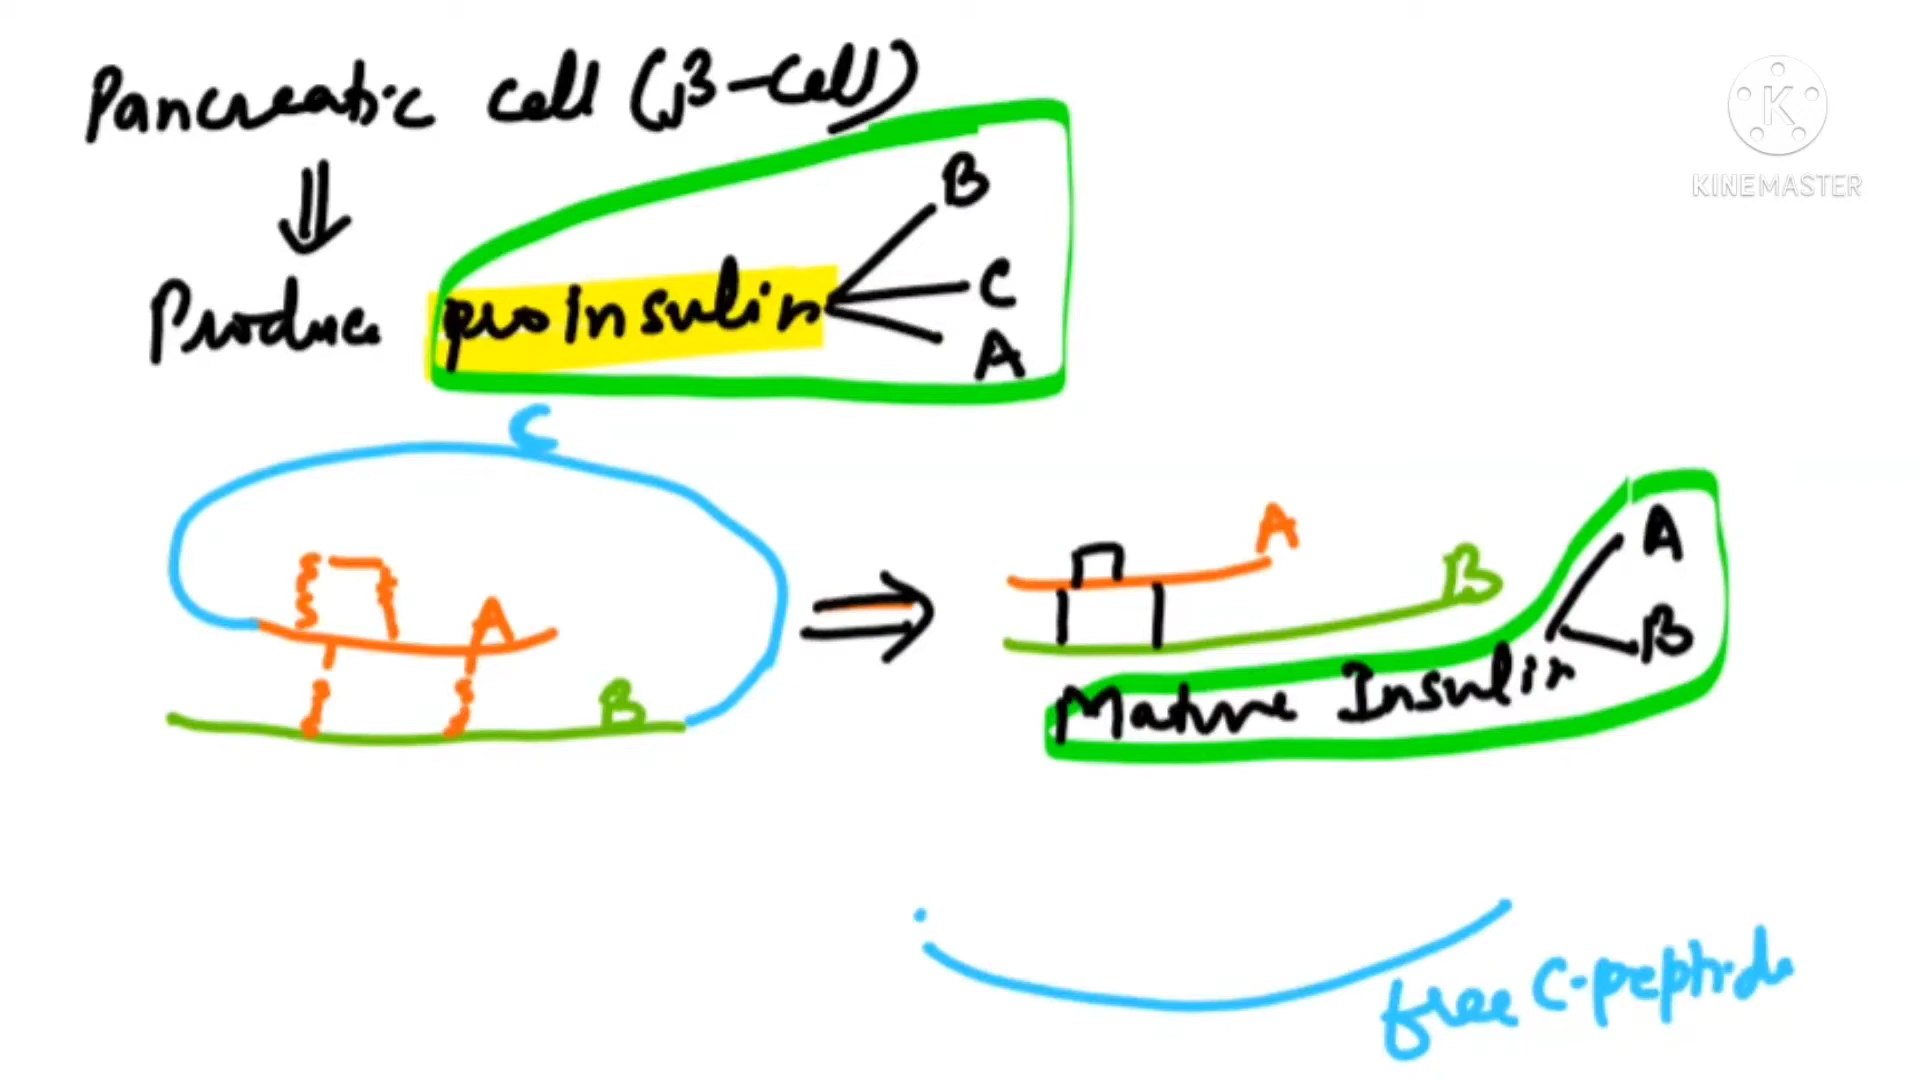 Pancreatic cell (β-cell)
⇓
B
Produce proInsulin C
A
C
A
B
⇒
A
B
A
B
Mature Insulin
free C-peptide
K
KINEMASTER